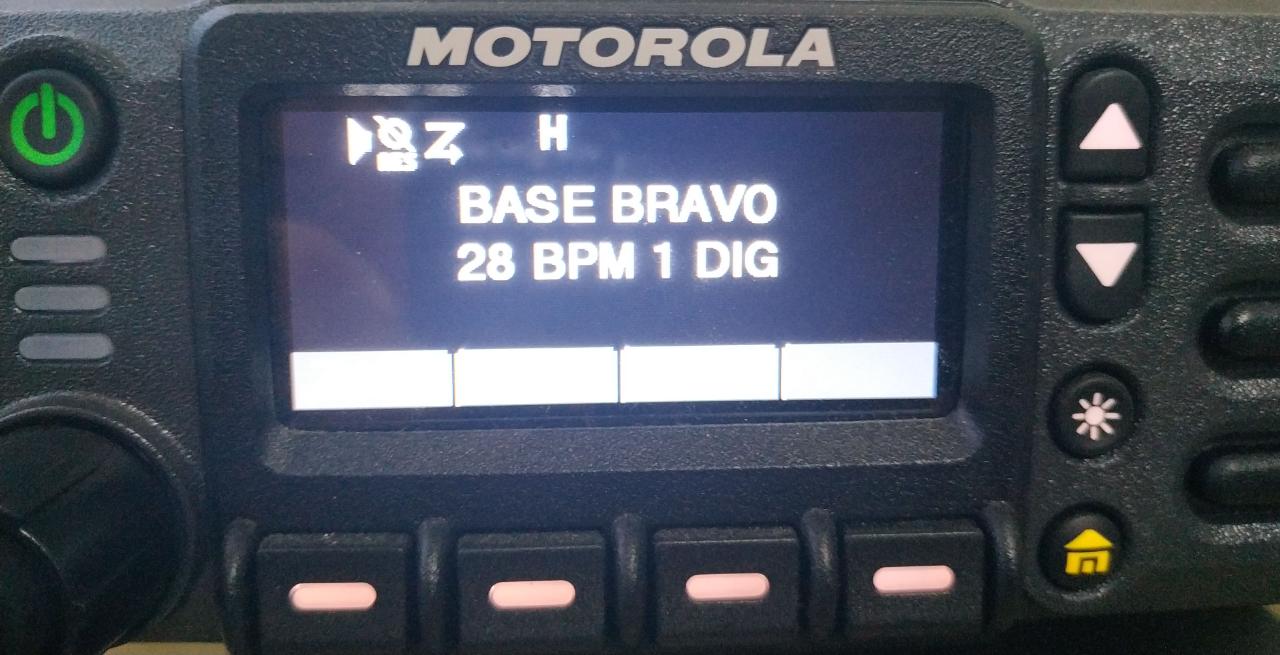 MOTOROLA
H
BASE BRAVO
28 BPM 1 DIG